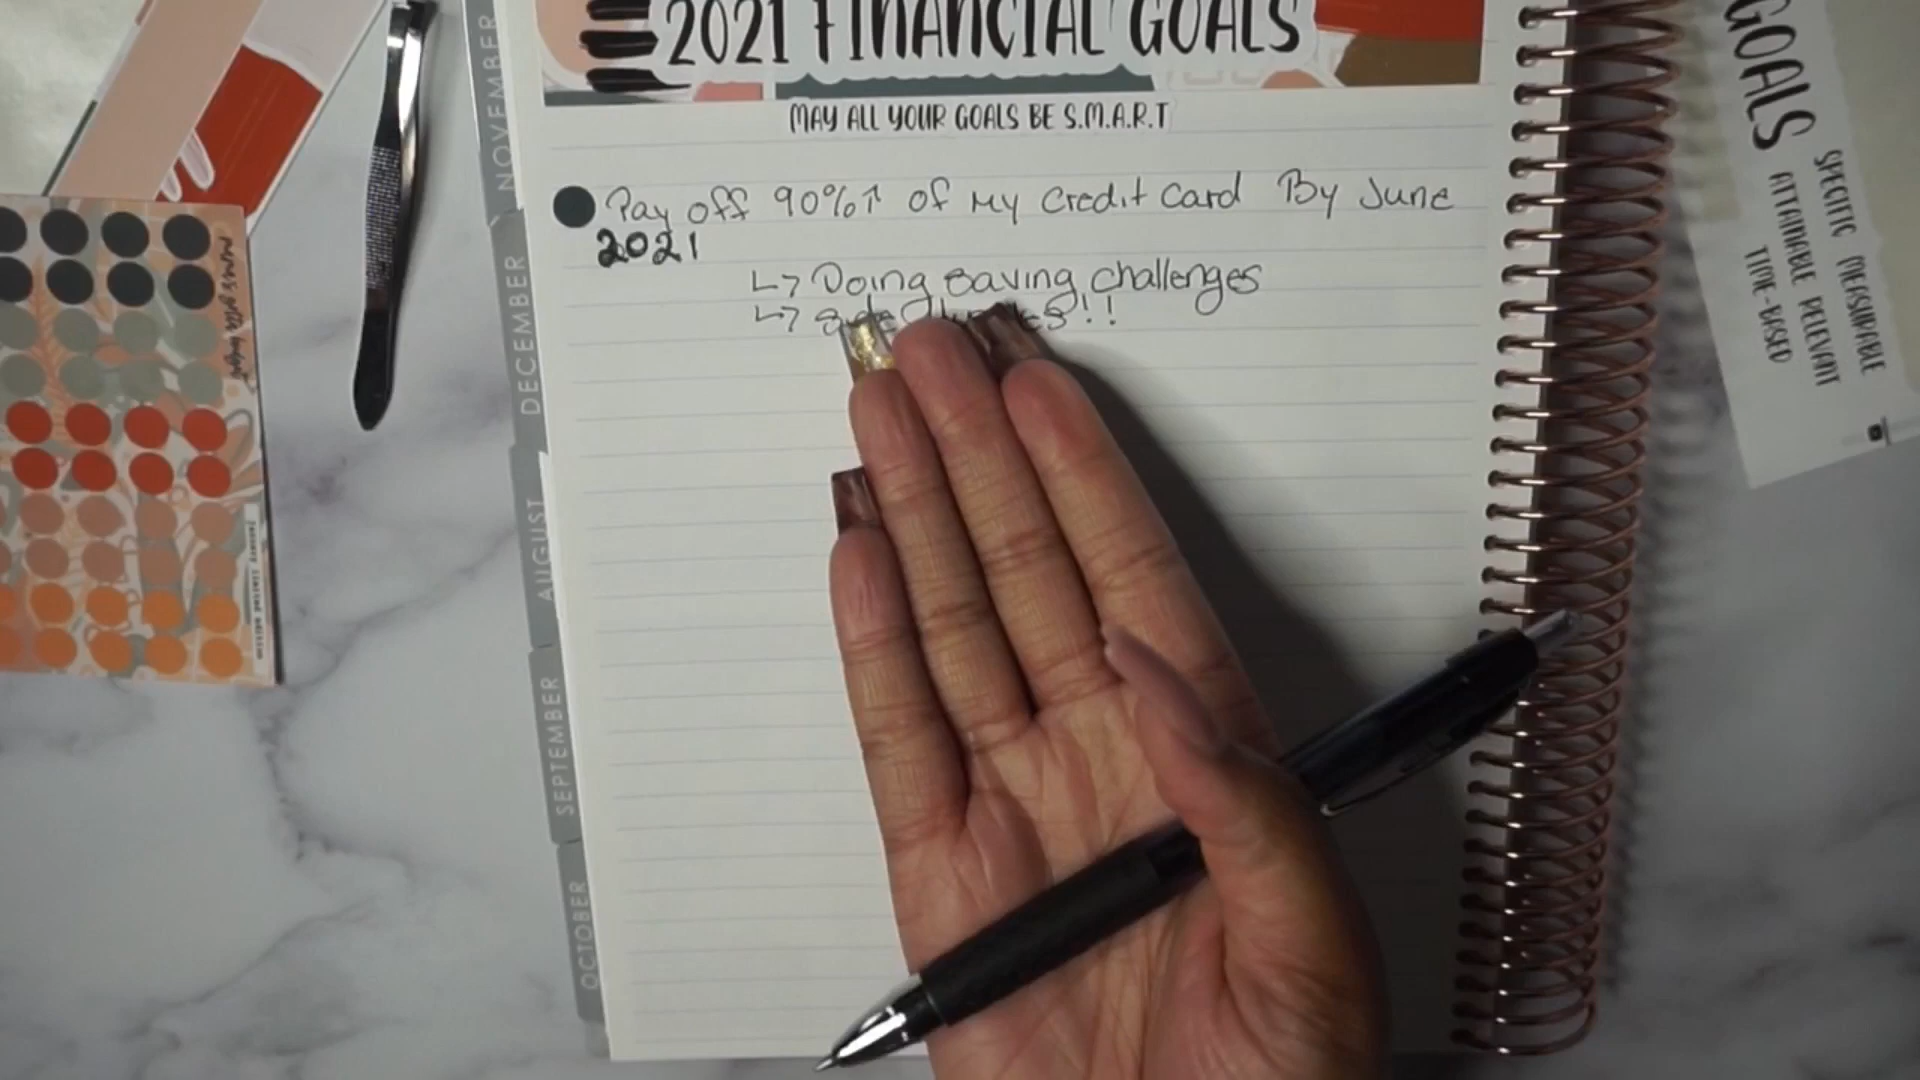 2021 FINANCIAL GOALS
MAY ALL YOUR GOALS BE S.M.A.R.T
Pay off 90%↑ of My Credit Card By June
2021
↳ Doing saving challenges
↳ side !!
NOVEMBER
DECEMBER
AUGUST
SEPTEMBER
OCTOBER
GOALS
SPECIFIC MEASURABLE
ATTAINABLE RELEVANT
TIME-BASED